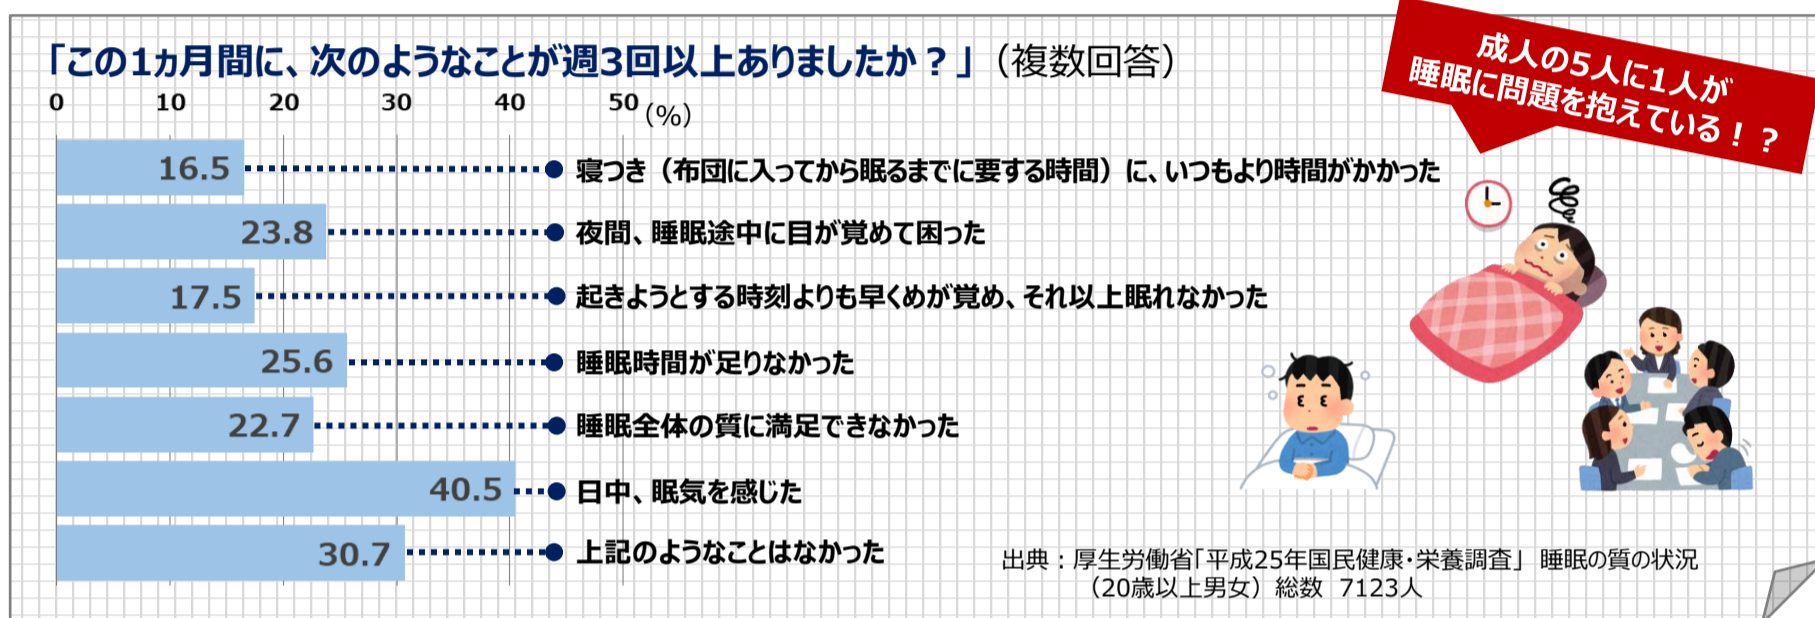 「この1ヵ月間に、次のようなことが週3回以上ありましたか？」（複数回答）
成人の5人に1人が
睡眠に問題を抱えている！？
0 10 20 30 40 50 (%)
16.5 寝つき（布団に入ってから眠るまでに要する時間）に、いつもより時間がかかった
23.8 夜間、睡眠途中に目が覚めて困った
17.5 起きようとする時刻よりも早くめが覚め、それ以上眠れなかった
25.6 睡眠時間が足りなかった
22.7 睡眠全体の質に満足できなかった
40.5 日中、眠気を感じた
30.7 上記のようなことはなかった
出典：厚生労働省「平成25年国民健康・栄養調査」 睡眠の質の状況
（20歳以上男女）総数 7123人